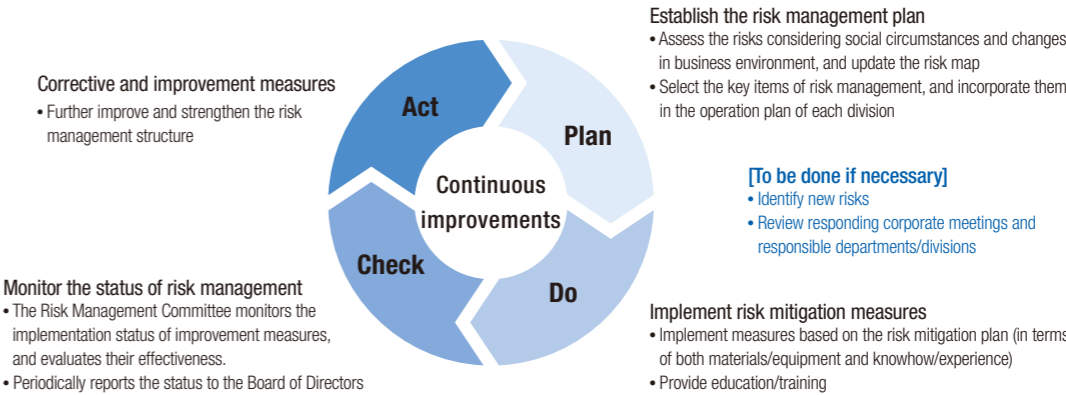 Establish the risk management plan
• Assess the risks considering social circumstances and changes
in business environment, and update the risk map
• Select the key items of risk management, and incorporate them
in the operation plan of each division
Corrective and improvement measures
• Further improve and strengthen the risk
management structure
Act
Plan
Continuous
improvements
[To be done if necessary]
• Identify new risks
• Review responding corporate meetings and
responsible departments/divisions
Check
Do
Monitor the status of risk management
• The Risk Management Committee monitors the
implementation status of improvement measures,
and evaluates their effectiveness.
• Periodically reports the status to the Board of Directors
Implement risk mitigation measures
• Implement measures based on the risk mitigation plan (in terms
of both materials/equipment and knowhow/experience)
• Provide education/training